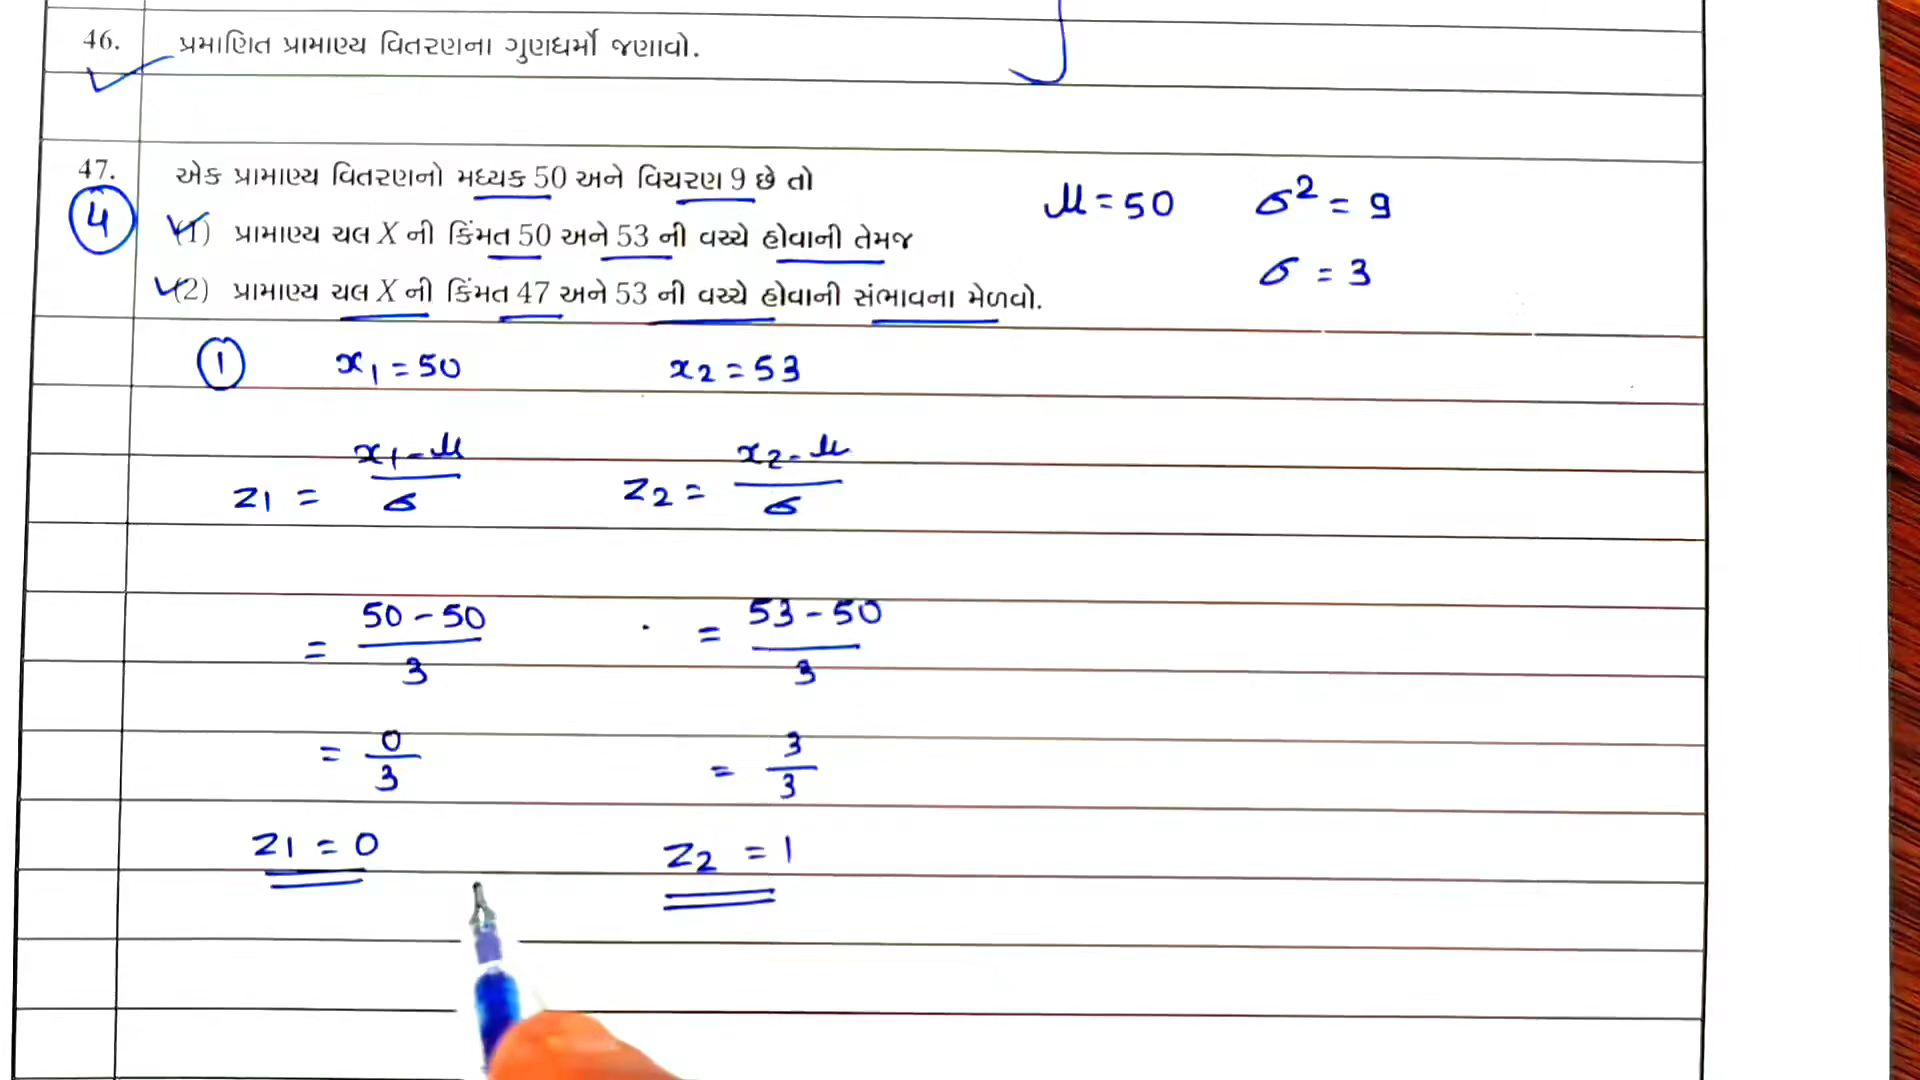 46. પ્રમાણિત પ્રામાણ્ય વિતરણના ગુણધર્મો જણાવો.
47. એક પ્રામાણ્ય વિતરણનો મધ્યક 50 અને વિચરણ 9 છે તો
μ = 50 σ² = 9
4
(1) પ્રામાણ્ય ચલ X ની કિંમત 50 અને 53 ની વચ્ચે હોવાની તેમજ
σ = 3
(2) પ્રામાણ્ય ચલ X ની કિંમત 47 અને 53 ની વચ્ચે હોવાની સંભાવના મેળવો.
1 x1 = 50 x2 = 53
z1 = x1 - μ / σ z2 = x2 - μ / σ
= 50 - 50 / 3 = 53 - 50 / 3
= 0 / 3 = 3 / 3
z1 = 0 z2 = 1